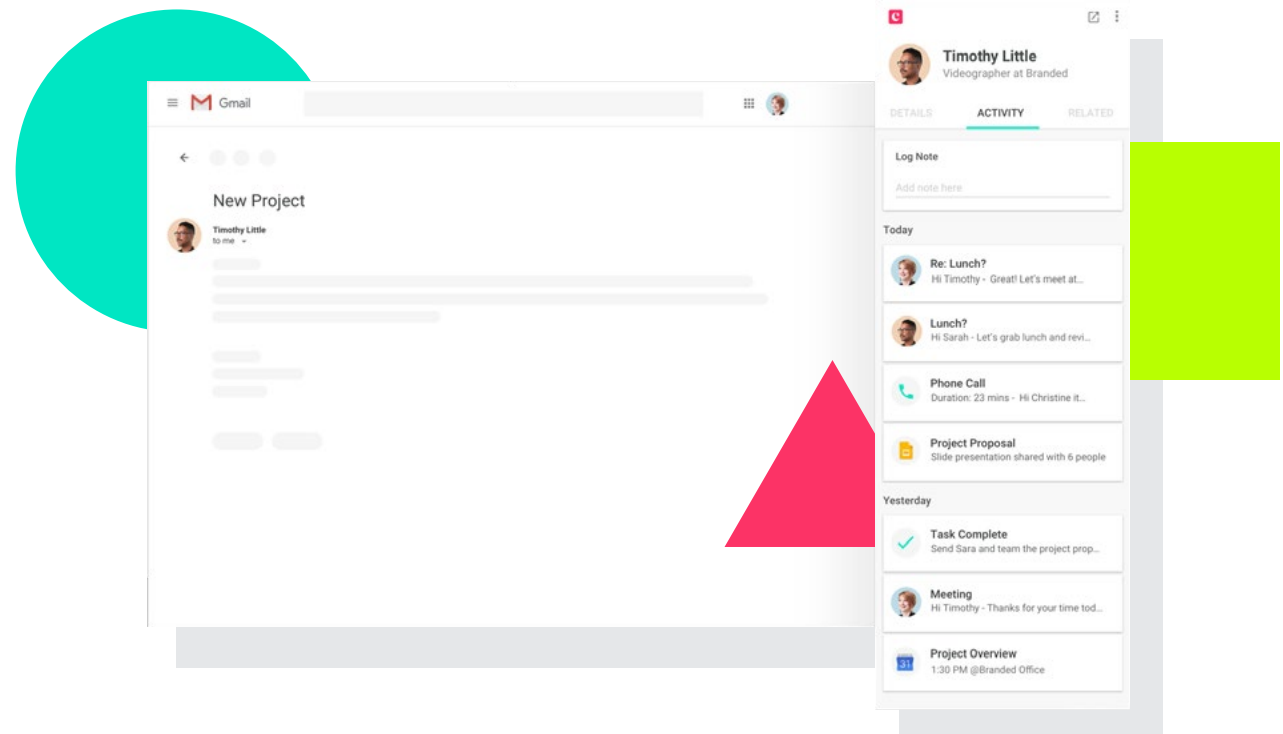 Gmail
New Project
Timothy Little
to me
Timothy Little
Videographer at Branded
DETAILS
ACTIVITY
RELATED
Log Note
Add note here
Today
Re: Lunch?
Hi Timothy - Great! Let's meet at...
Lunch?
Hi Sarah - Let's grab lunch and revi...
Phone Call
Duration: 23 mins - Hi Christine it...
Project Proposal
Slide presentation shared with 6 people
Yesterday
Task Complete
Send Sara and team the project prop...
Meeting
Hi Timothy - Thanks for your time tod...
31
Project Overview
1:30 PM @Branded Office